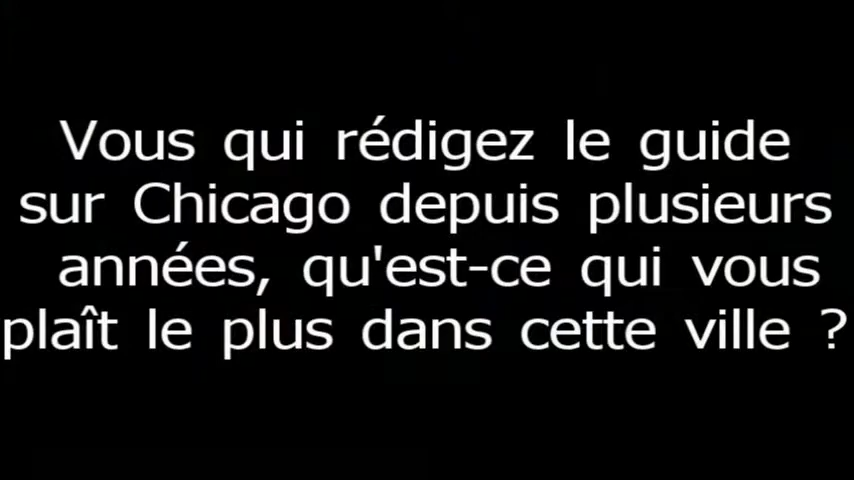 Vous qui rédigez le guide
sur Chicago depuis plusieurs
années, qu'est-ce qui vous
plaît le plus dans cette ville ?